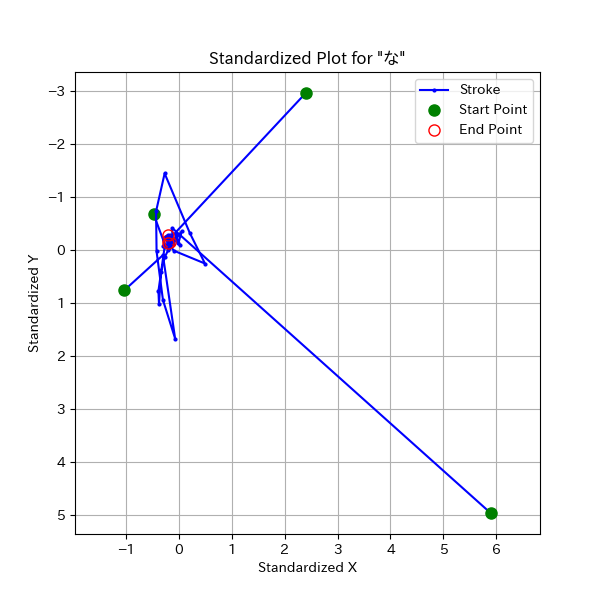 Standardized Plot for "な"
Stroke
Start Point
End Point
−3
−2
−1
0
1
2
3
4
5
Standardized Y
−1 0 1 2 3 4 5 6
Standardized X